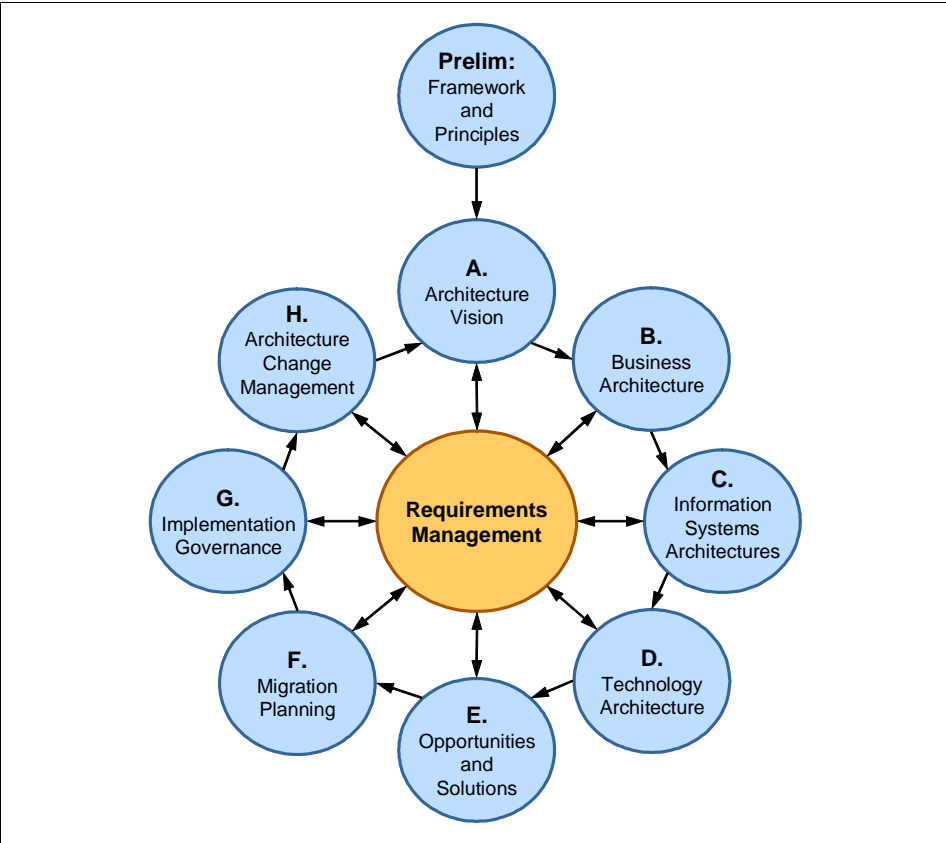 Prelim:
Framework
and
Principles
A.
Architecture
Vision
B.
Business
Architecture
C.
Information
Systems
Architectures
D.
Technology
Architecture
E.
Opportunities
and
Solutions
F.
Migration
Planning
G.
Implementation
Governance
H.
Architecture
Change
Management
Requirements
Management